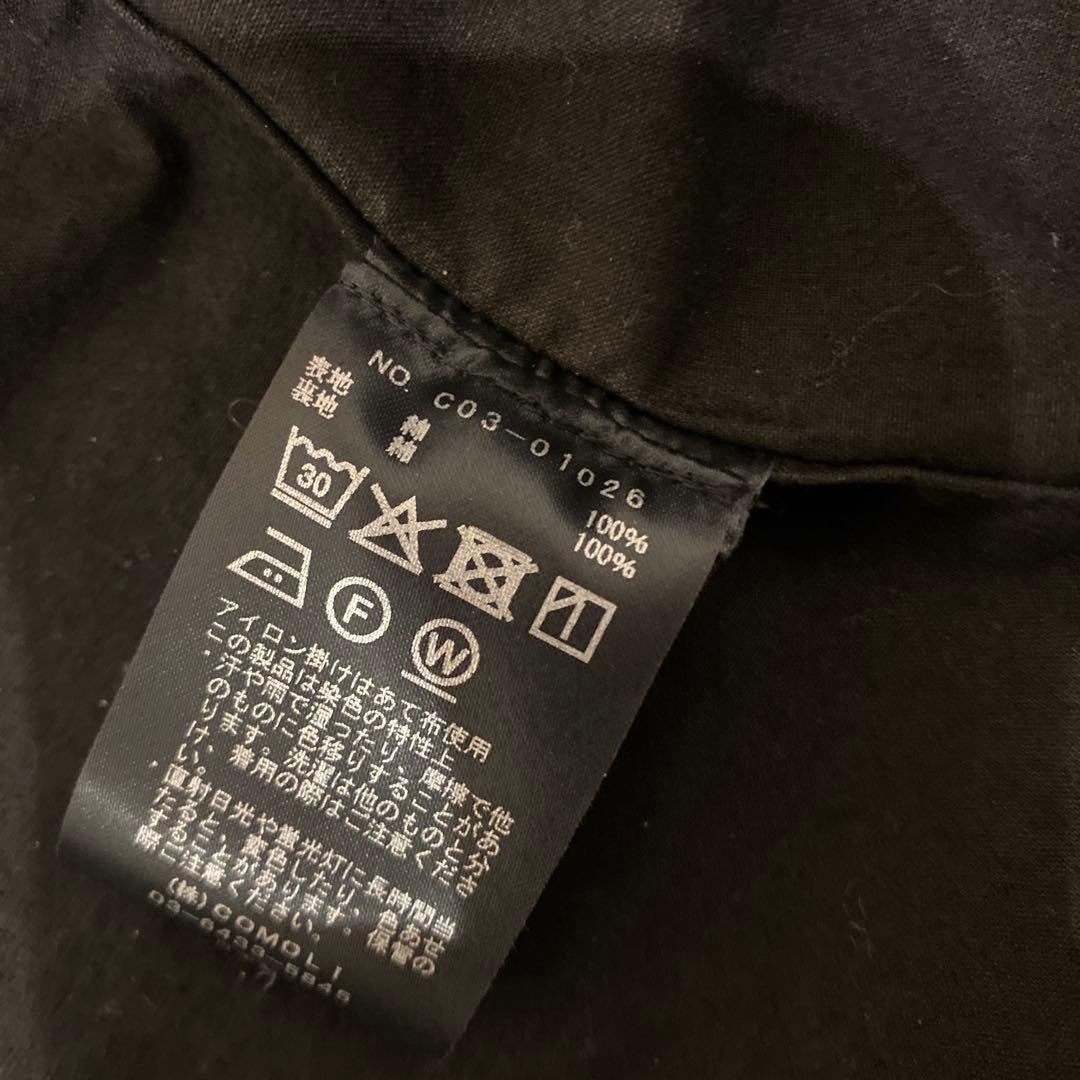 NO. C03-01026
表地 綿 100%
裏地 綿 100%
30
F
W
アイロン掛けはあて布使用
この製品は染色の特性上
汗や雨で湿ったり、摩擦で他
のものに色移りすることがあ
ります。洗濯は他のものと分
け、着用の際はご注意くださ
い。
直射日光や蛍光灯に長時間当
たると、黄色したり、色あせ
することがあります。保管の
際ご注意ください。
(株)COMOLI